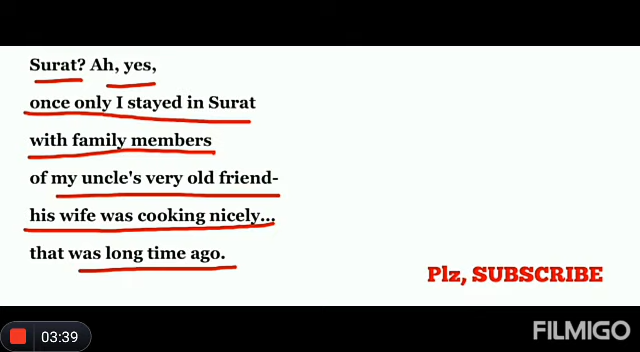 Surat? Ah, yes,
once only I stayed in Surat
with family members
of my uncle's very old friend-
his wife was cooking nicely...
that was long time ago.
Plz, SUBSCRIBE
03:39
FILMIGO